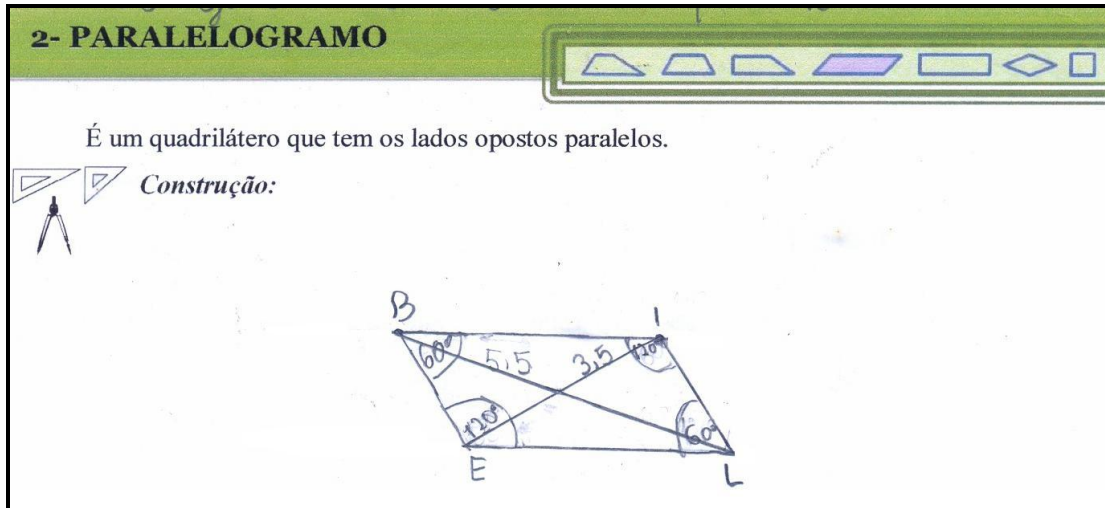 2- PARALELOGRAMO
É um quadrilátero que tem os lados opostos paralelos.
Construção:
B I
60° 5,5 3,5 120°
120° 60°
E L